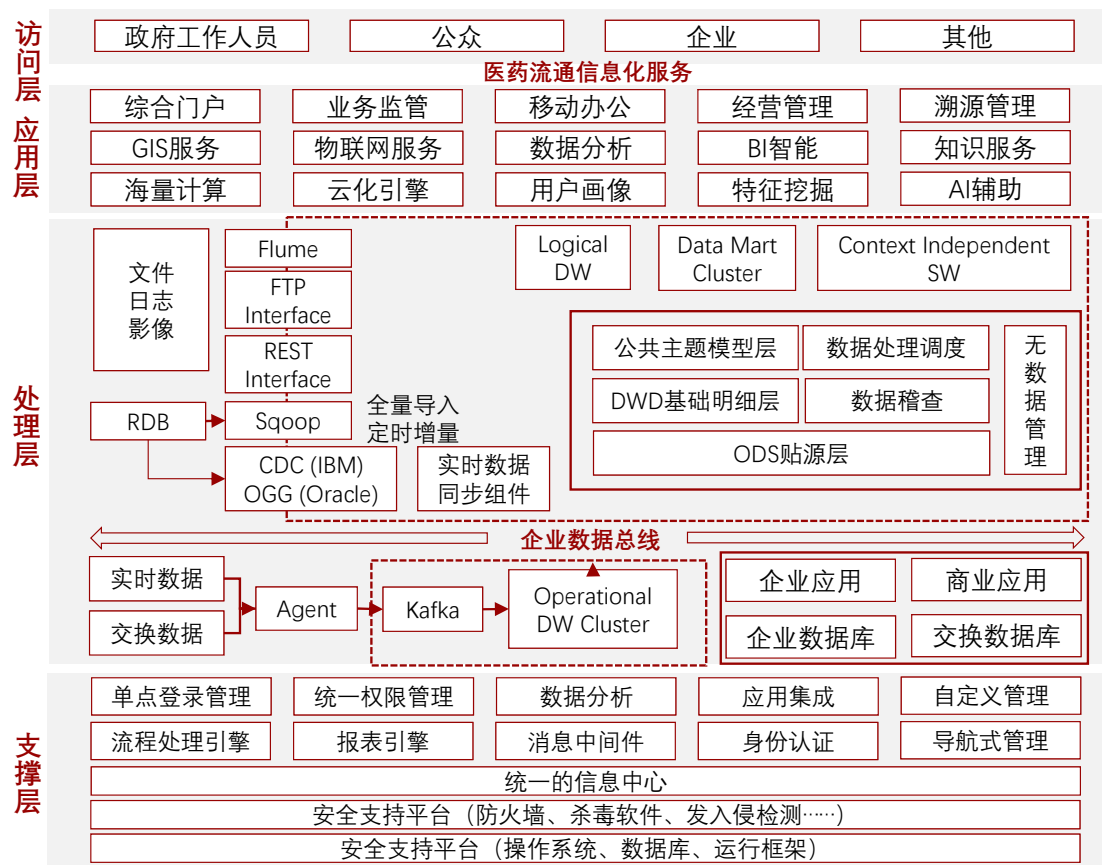 访问层
政府工作人员
公众
企业
其他
医药流通信息化服务
应用层
综合门户
业务监管
移动办公
经营管理
溯源管理
GIS服务
物联网服务
数据分析
BI智能
知识服务
海量计算
云化引擎
用户画像
特征挖掘
AI辅助
处理层
文件
日志
影像
Flume
FTP
Interface
REST
Interface
RDB
Sqoop
全量导入
定时增量
CDC (IBM)
OGG (Oracle)
实时数据
同步组件
Logical
DW
Data Mart
Cluster
Context Independent
SW
公共主题模型层
数据处理调度
DWD基础明细层
数据稽查
ODS贴源层
无数据管理
企业数据总线
实时数据
交换数据
Agent
Kafka
Operational
DW Cluster
企业应用
商业应用
企业数据库
交换数据库
支撑层
单点登录管理
统一权限管理
数据分析
应用集成
自定义管理
流程处理引擎
报表引擎
消息中间件
身份认证
导航式管理
统一的信息中心
安全支持平台（防火墙、杀毒软件、发入侵检测……）
安全支持平台（操作系统、数据库、运行框架）